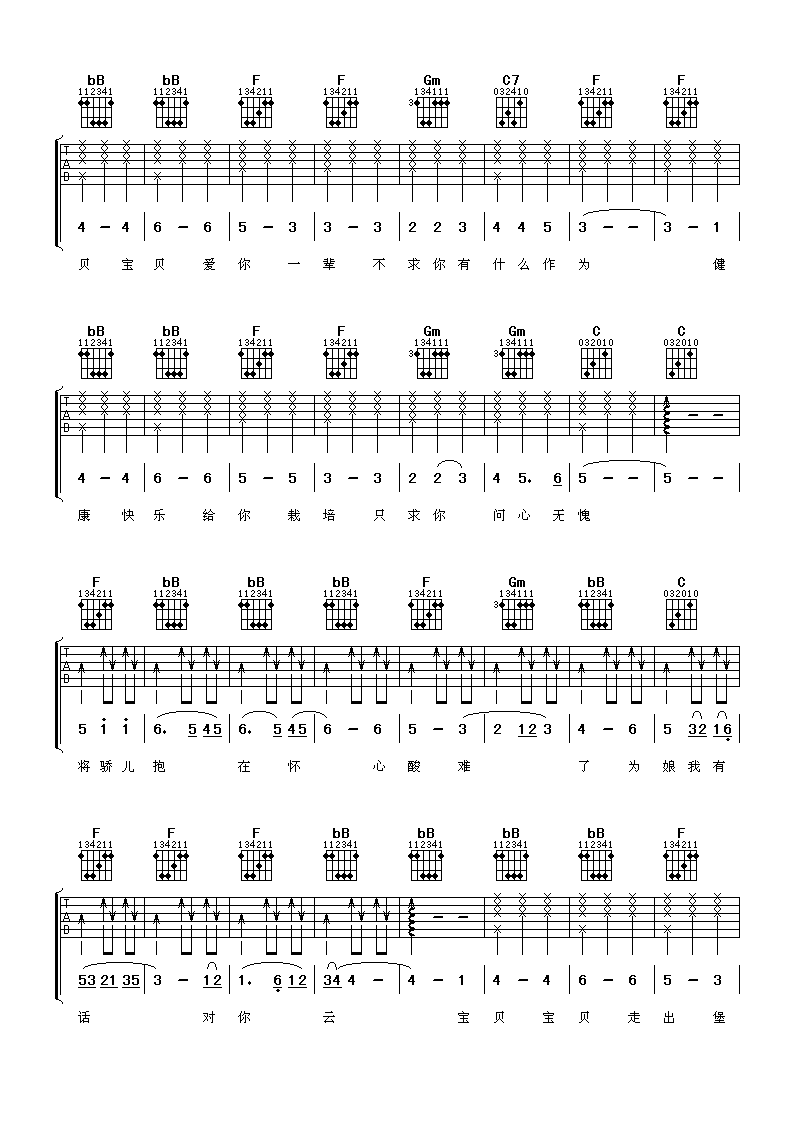 bB bB F F Gm C7 F F
112341 112341 134211 134211 134111 032410 134211 134211
3
T
A
B
4 – 4 | 6 – 6 | 5 – 3 | 3 – 3 | 2 2 3 | 4 4 5 | 3 – – | 3 – 1 |
贝 宝 贝 爱 你 一 辈 不 求 你 有 什 么 作 为 健
bB bB F F Gm Gm C C
112341 112341 134211 134211 134111 134111 032010 032010
3 3
T
A
B
4 – 4 | 6 – 6 | 5 – 5 | 3 – 3 | 2 2 3 | 4 5. 6 | 5 – – | 5 – – |
康 快 乐 给 你 栽 培 只 求 你 问 心 无 愧
F bB bB bB F Gm bB C
134211 112341 112341 112341 134211 134111 112341 032010
3
T
A
B
5 1 1 | 6. 5 45 | 6. 5 45 | 6 – 6 | 5 – 3 | 2 12 3 | 4 – 6 | 5 32 16 |
将 骄 儿 抱 在 怀 心 酸 难 了 为 娘 我 有
F F F bB bB bB bB F
134211 134211 134211 112341 112341 112341 112341 134211
T
A
B
53 21 35 | 3 – 12 | 1. 6 12 | 34 4 – | 4 – 1 | 4 – 4 | 6 – 6 | 5 – 3 |
话 对 你 云 宝 贝 宝 贝 走 出 堡